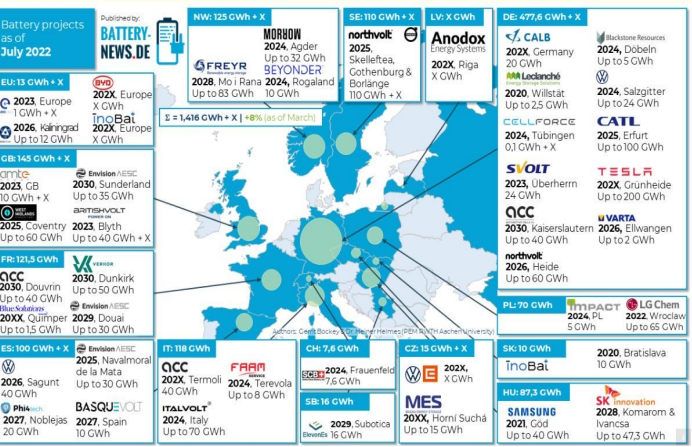 Battery projects
as of
July 2022
Published by:
BATTERY-
NEWS.DE
NW: 125 GWh + X
FREYR
2028, Mo i Rana
Up to 83 GWh
MORROW
2024, Agder
Up to 32 GWh
BEYONDER
2024, Rogaland
10 GWh
SE: 110 GWh + X
northvolt
2025,
Skelleftea,
Gothenburg &
Borlänge
110 GWh + X
LV: X GWh
Anodox
Energy Systems
202X, Riga
X GWh
DE: 477,6 GWh + X
CALB
202X, Germany
20 GWh
Leclanché
2020, Willstät
Up to 2,5 GWh
CELLFORCE
2024, Tübingen
0,1 GWh + X
SVOLT
2023, Überherrn
24 GWh
acc
2030, Kaiserslautern
Up to 40 GWh
northvolt
2026, Heide
Up to 60 GWh
Blackstone Resources
2024, Döbeln
Up to 5 GWh
2024, Salzgitter
Up to 24 GWh
CATL
2025, Erfurt
Up to 100 GWh
TESLA
202X, Grünheide
Up to 200 GWh
VARTA
2026, Ellwangen
Up to 2 GWh
EU: 13 GWh + X
2023, Europe
1 GWh + X
2026, Kaliningrad
Up to 12 GWh
BYD
202X, Europe
X GWh
inoBat
202X, Europe
X GWh
Σ = 1,416 GWh + X | +8% (as of March)
GB: 145 GWh + X
amte
2023, GB
10 GWh + X
WEST
MIDLANDS
2025, Coventry
Up to 60 GWh
Envision AESC
2030, Sunderland
Up to 35 GWh
BRITISHVOLT
2023, Blyth
Up to 40 GWh + X
FR: 121,5 GWh
acc
2030, Douvrin
Up to 40 GWh
BlueSolutions
20XX, Quimper
Up to 1,5 GWh
VERKOR
2030, Dunkirk
Up to 50 GWh
Envision AESC
2029, Douai
Up to 30 GWh
Authors: Gerrit Bockey & Dr. Heiner Heimes (PEM RWTH Aachen University)
PL: 70 GWh
IMPACT
2024, PL
5 GWh
LG Chem
2022, Wroclaw
Up to 65 GWh
ES: 100 GWh + X
2026, Sagunt
40 GWh
Phi4tech
2027, Noblejas
20 GWh
Envision AESC
2025, Navalmoral
de la Mata
Up to 30 GWh
BASQUEVOLT
2027, Spain
10 GWh
IT: 118 GWh
acc
202X, Termoli
40 GWh
ITALVOLT
2024, Italy
Up to 70 GWh
FAAM
2024, Terevola
Up to 8 GWh
CH: 7,6 GWh
SCB
2024, Frauenfeld
7,6 GWh
SB: 16 GWh
ElevenEs
2029, Subotica
16 GWh
CZ: 15 GWh + X
202X,
X GWh
MES
20XX, Horní Suchá
Up to 15 GWh
SK: 10 GWh
inoBat
2020, Bratislava
10 GWh
HU: 87,3 GWh
SAMSUNG
2021, Göd
Up to 40 GWh
SK innovation
2028, Komarom &
Ivancsa
Up to 47,3 GWh